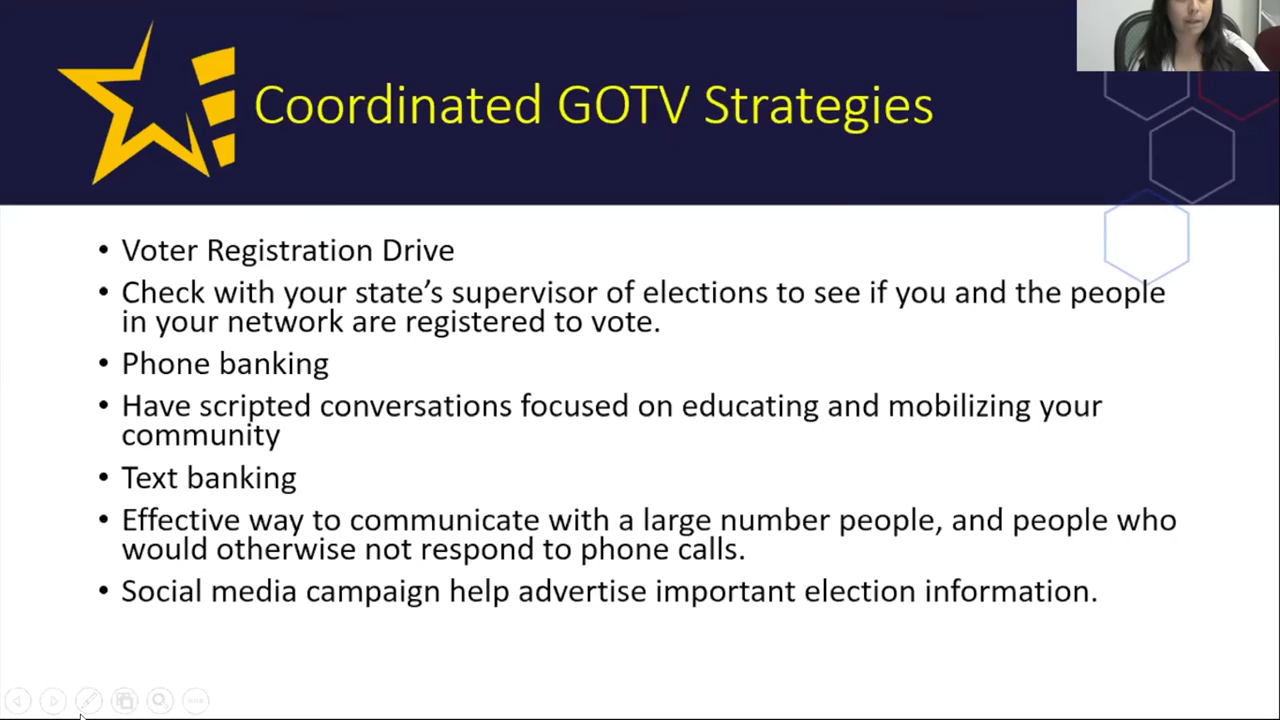 Coordinated GOTV Strategies
• Voter Registration Drive
• Check with your state’s supervisor of elections to see if you and the people
in your network are registered to vote.
• Phone banking
• Have scripted conversations focused on educating and mobilizing your
community
• Text banking
• Effective way to communicate with a large number people, and people who
would otherwise not respond to phone calls.
• Social media campaign help advertise important election information.